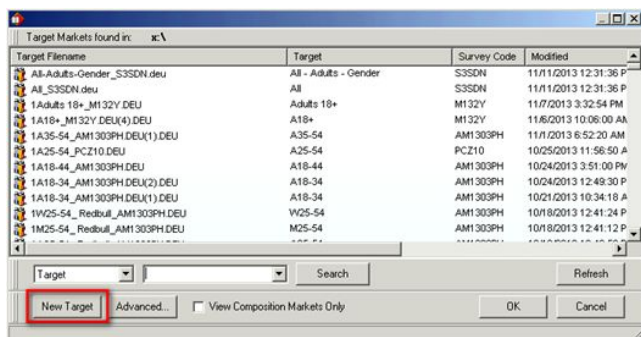 Target Markets found in: x:\
Target Filename Target Survey Code Modified
All-Adults-Gender_S3SDN.deu All - Adults - Gender S3SDN 11/11/2013 12:31:36 P
All_S3SDN.deu All S3SDN 11/11/2013 12:31:36 P
1Adults 18+_M132Y.DEU Adults 18+ M132Y 11/7/2013 3:32:54 PM
1A18+_M132Y.DEU(4).DEU A18+ M132Y 11/6/2013 10:06:00 AM
1A35-54_AM1303PH.DEU(1).DEU A35-54 AM1303PH 11/1/2013 6:52:20 AM
1A25-54_PCZ10.DEU A25-54 PCZ10 10/25/2013 11:56:50 A
1A18-44_AM1303PH.DEU A18-44 AM1303PH 10/24/2013 3:51:00 PM
1A18-34_AM1303PH.DEU(2).DEU A18-34 AM1303PH 10/24/2013 12:49:30 P
1A18-34_AM1303PH.DEU(1).DEU A18-34 AM1303PH 10/21/2013 10:34:18 A
1W25-54_Redbull_AM1303PH.DEU W25-54 AM1303PH 10/18/2013 12:41:24 P
1M25-54_Redbull_AM1303PH.DEU M25-54 AM1303PH 10/18/2013 12:41:12 P
Target Search Refresh
New Target Advanced... View Composition Markets Only OK Cancel